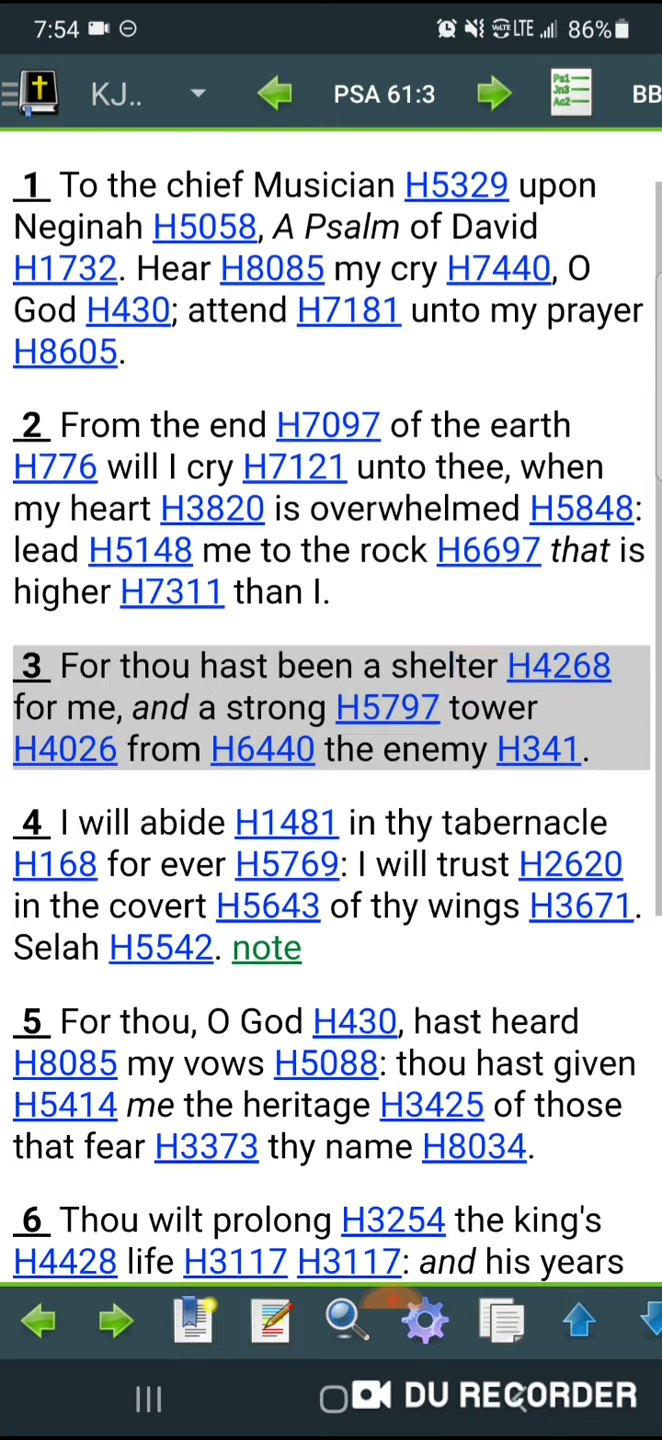 7:54 VoLTE LTE 86%
KJ.. PSA 61:3 Ps1 Jn3 Ac2 BB
1 To the chief Musician H5329 upon
Neginah H5058, A Psalm of David
H1732. Hear H8085 my cry H7440, O
God H430; attend H7181 unto my prayer
H8605.
2 From the end H7097 of the earth
H776 will I cry H7121 unto thee, when
my heart H3820 is overwhelmed H5848:
lead H5148 me to the rock H6697 that is
higher H7311 than I.
3 For thou hast been a shelter H4268
for me, and a strong H5797 tower
H4026 from H6440 the enemy H341.
4 I will abide H1481 in thy tabernacle
H168 for ever H5769: I will trust H2620
in the covert H5643 of thy wings H3671.
Selah H5542. note
5 For thou, O God H430, hast heard
H8085 my vows H5088: thou hast given
H5414 me the heritage H3425 of those
that fear H3373 thy name H8034.
6 Thou wilt prolong H3254 the king's
H4428 life H3117 H3117: and his years
DU RECORDER